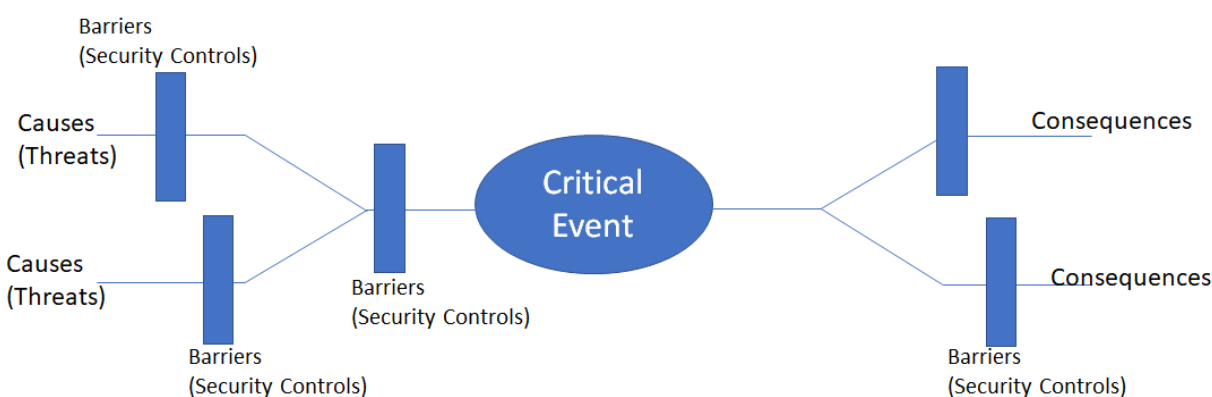 Barriers
(Security Controls)
Causes
(Threats)
Consequences
Critical
Event
Causes
(Threats)
Barriers
(Security Controls)
Consequences
Barriers
(Security Controls)
Barriers
(Security Controls)